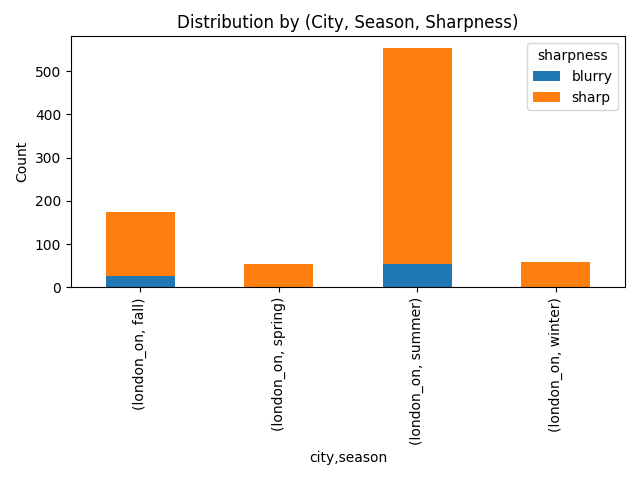 Distribution by (City, Season, Sharpness)
sharpness
blurry
sharp
Count
500
400
300
200
100
0
(london_on, fall)
(london_on, spring)
(london_on, summer)
(london_on, winter)
city,season